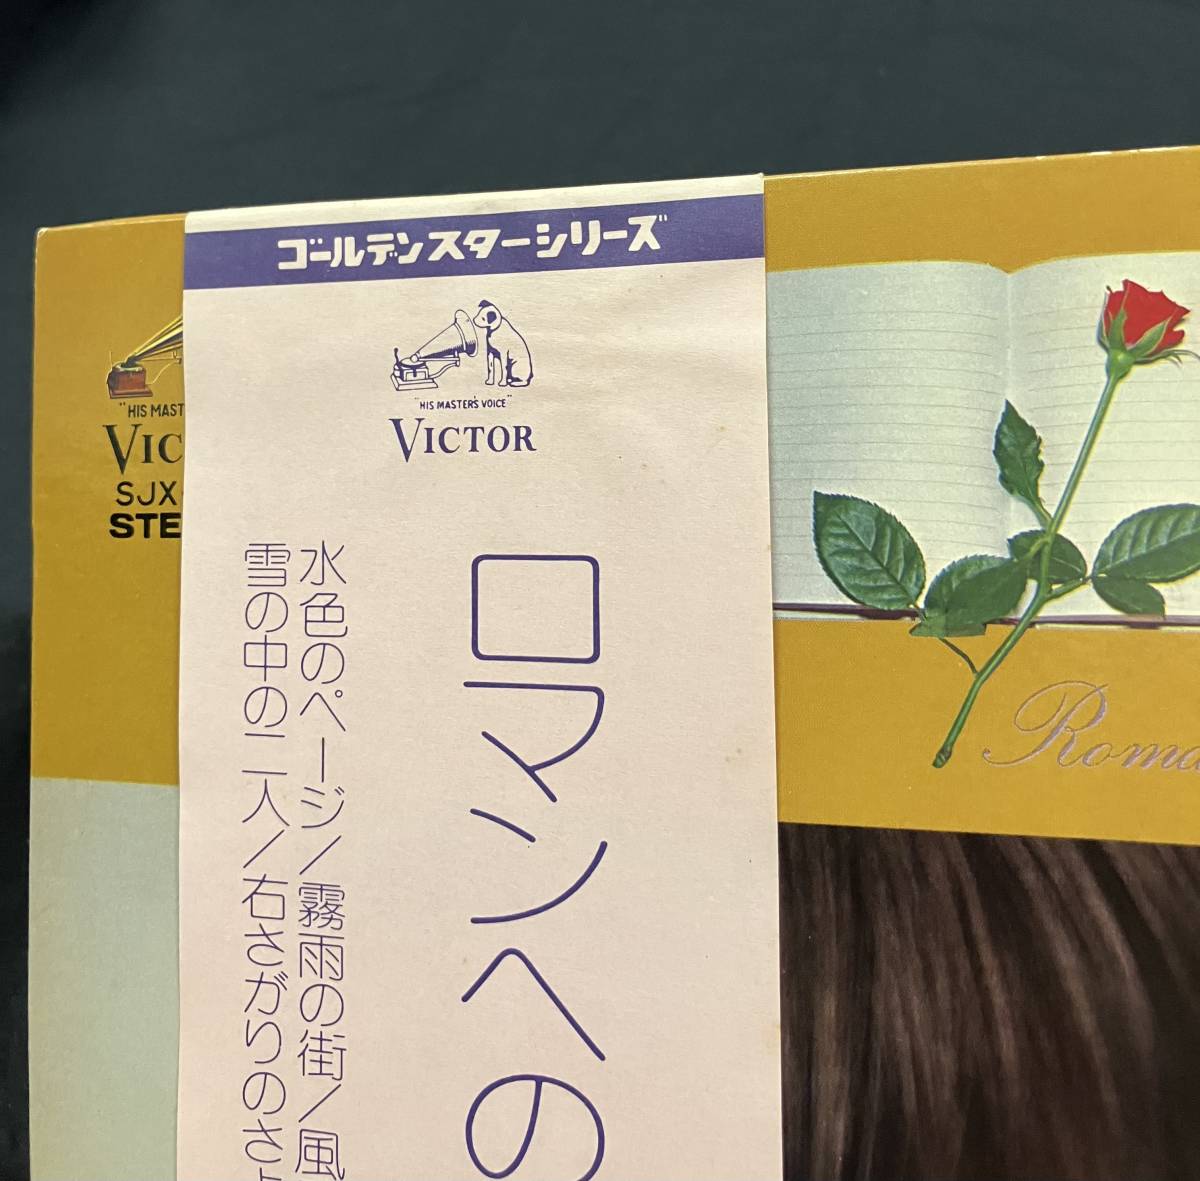 ゴールデンスターシリーズ
"HIS MASTER'S VOICE"
VICTOR
"HIS MAST
VIC
SJX
STE
ロマンへの
水色のページ/霧雨の街/風
雪の中の二人/右さがりのさよ
Roma